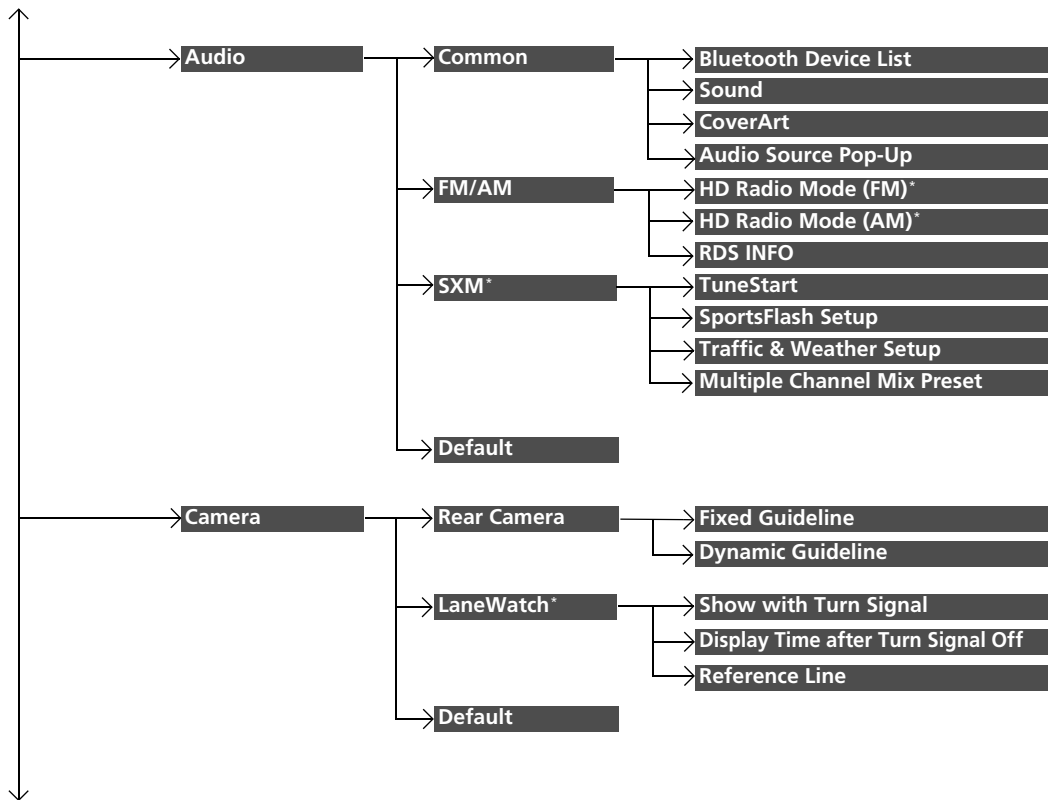 Audio
Common
Bluetooth Device List
Sound
CoverArt
Audio Source Pop-Up
FM/AM
HD Radio Mode (FM)*
HD Radio Mode (AM)*
RDS INFO
SXM*
TuneStart
SportsFlash Setup
Traffic & Weather Setup
Multiple Channel Mix Preset
Default
Camera
Rear Camera
Fixed Guideline
Dynamic Guideline
LaneWatch*
Show with Turn Signal
Display Time after Turn Signal Off
Reference Line
Default